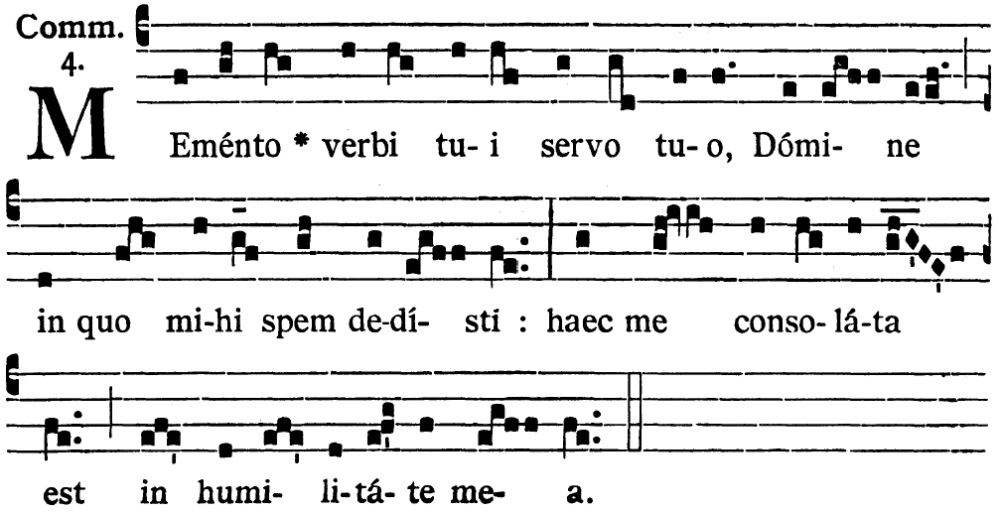 Comm.
4.
MEménto * verbi tu- i servo tu- o, Dómi- ne
in quo mi-hi spem de-dí- sti : haec me conso- lá-ta
est in humi- li-tá- te me- a.